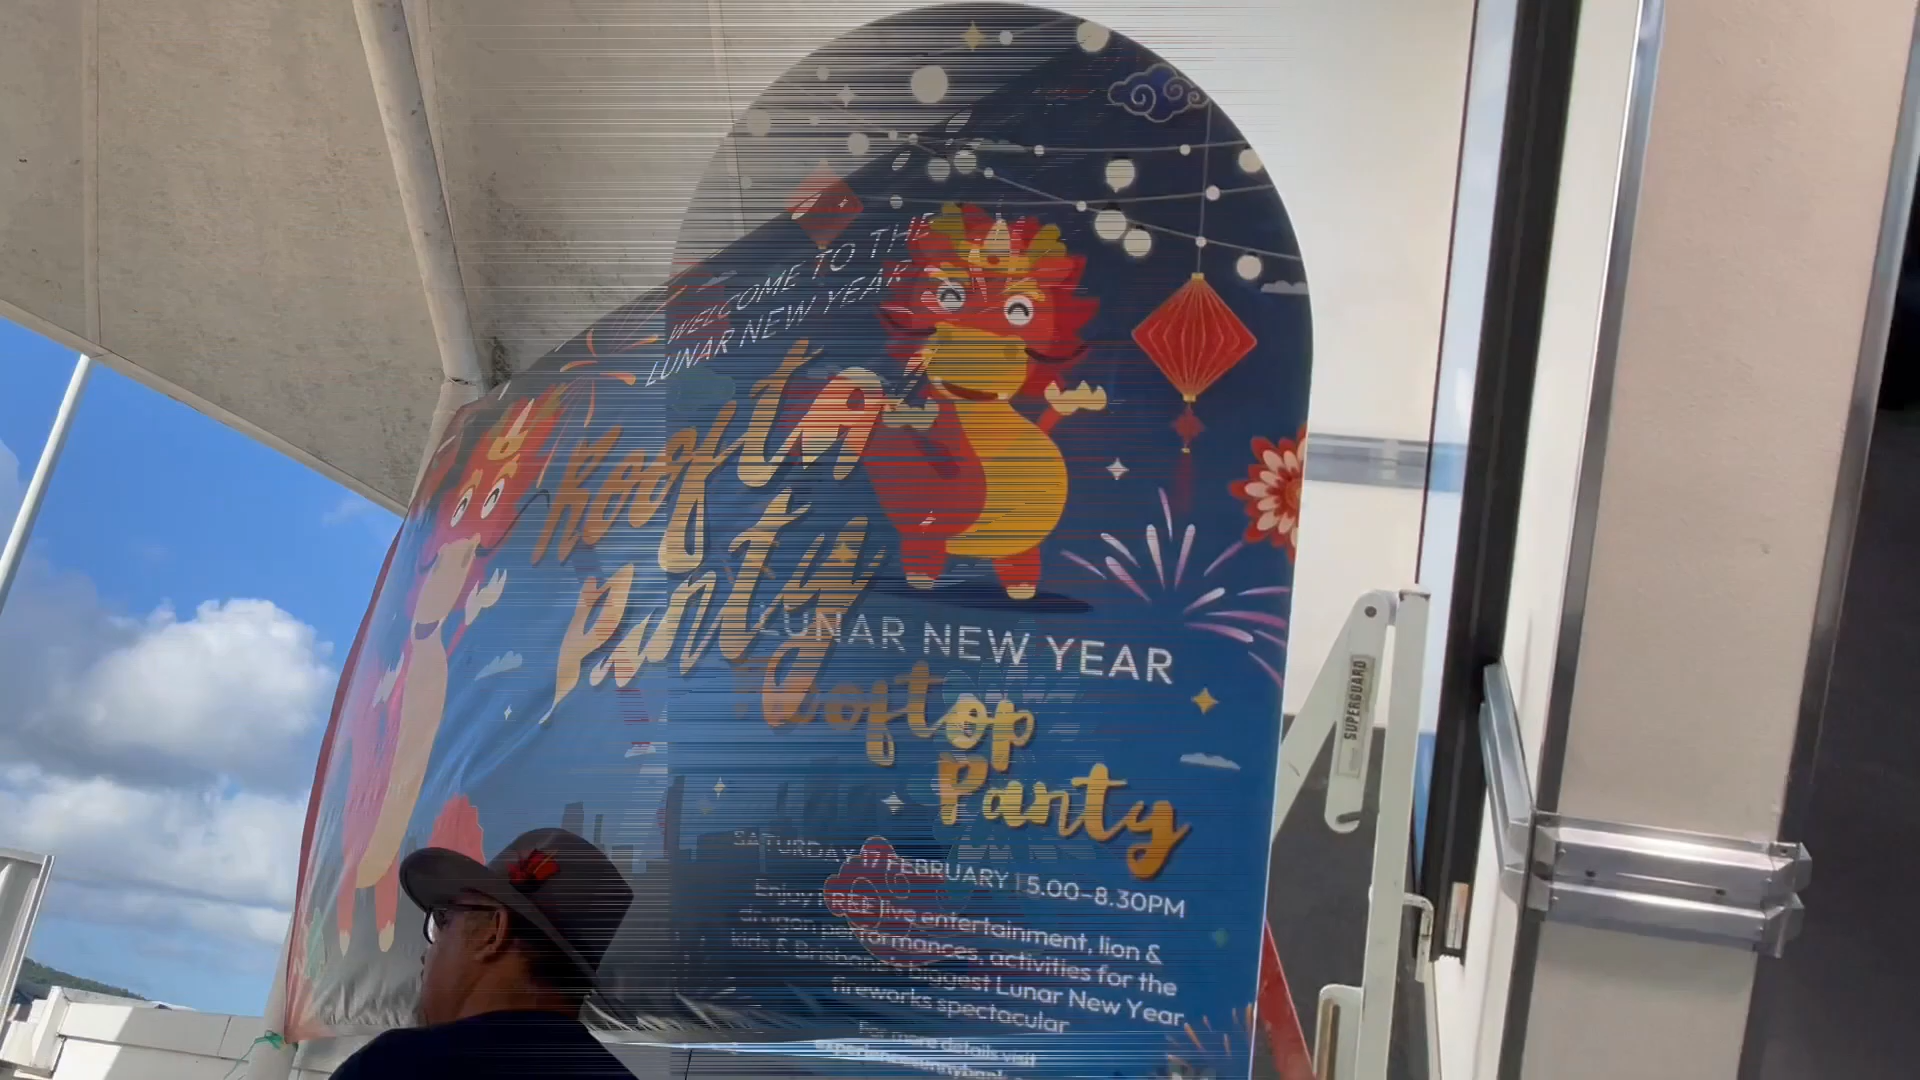 WELCOME TO THE
LUNAR NEW YEAR
Roofto
Party
LUNAR NEW YEAR
Rooftop
Party
SATURDAY 17 FEBRUARY | 5.00-8.30PM
Enjoy FREE live entertainment, lion &
dragon performances, activities for the
kids & Brisbane's biggest Lunar New Year
fireworks spectacular
For more details visit
SUPERGUARD